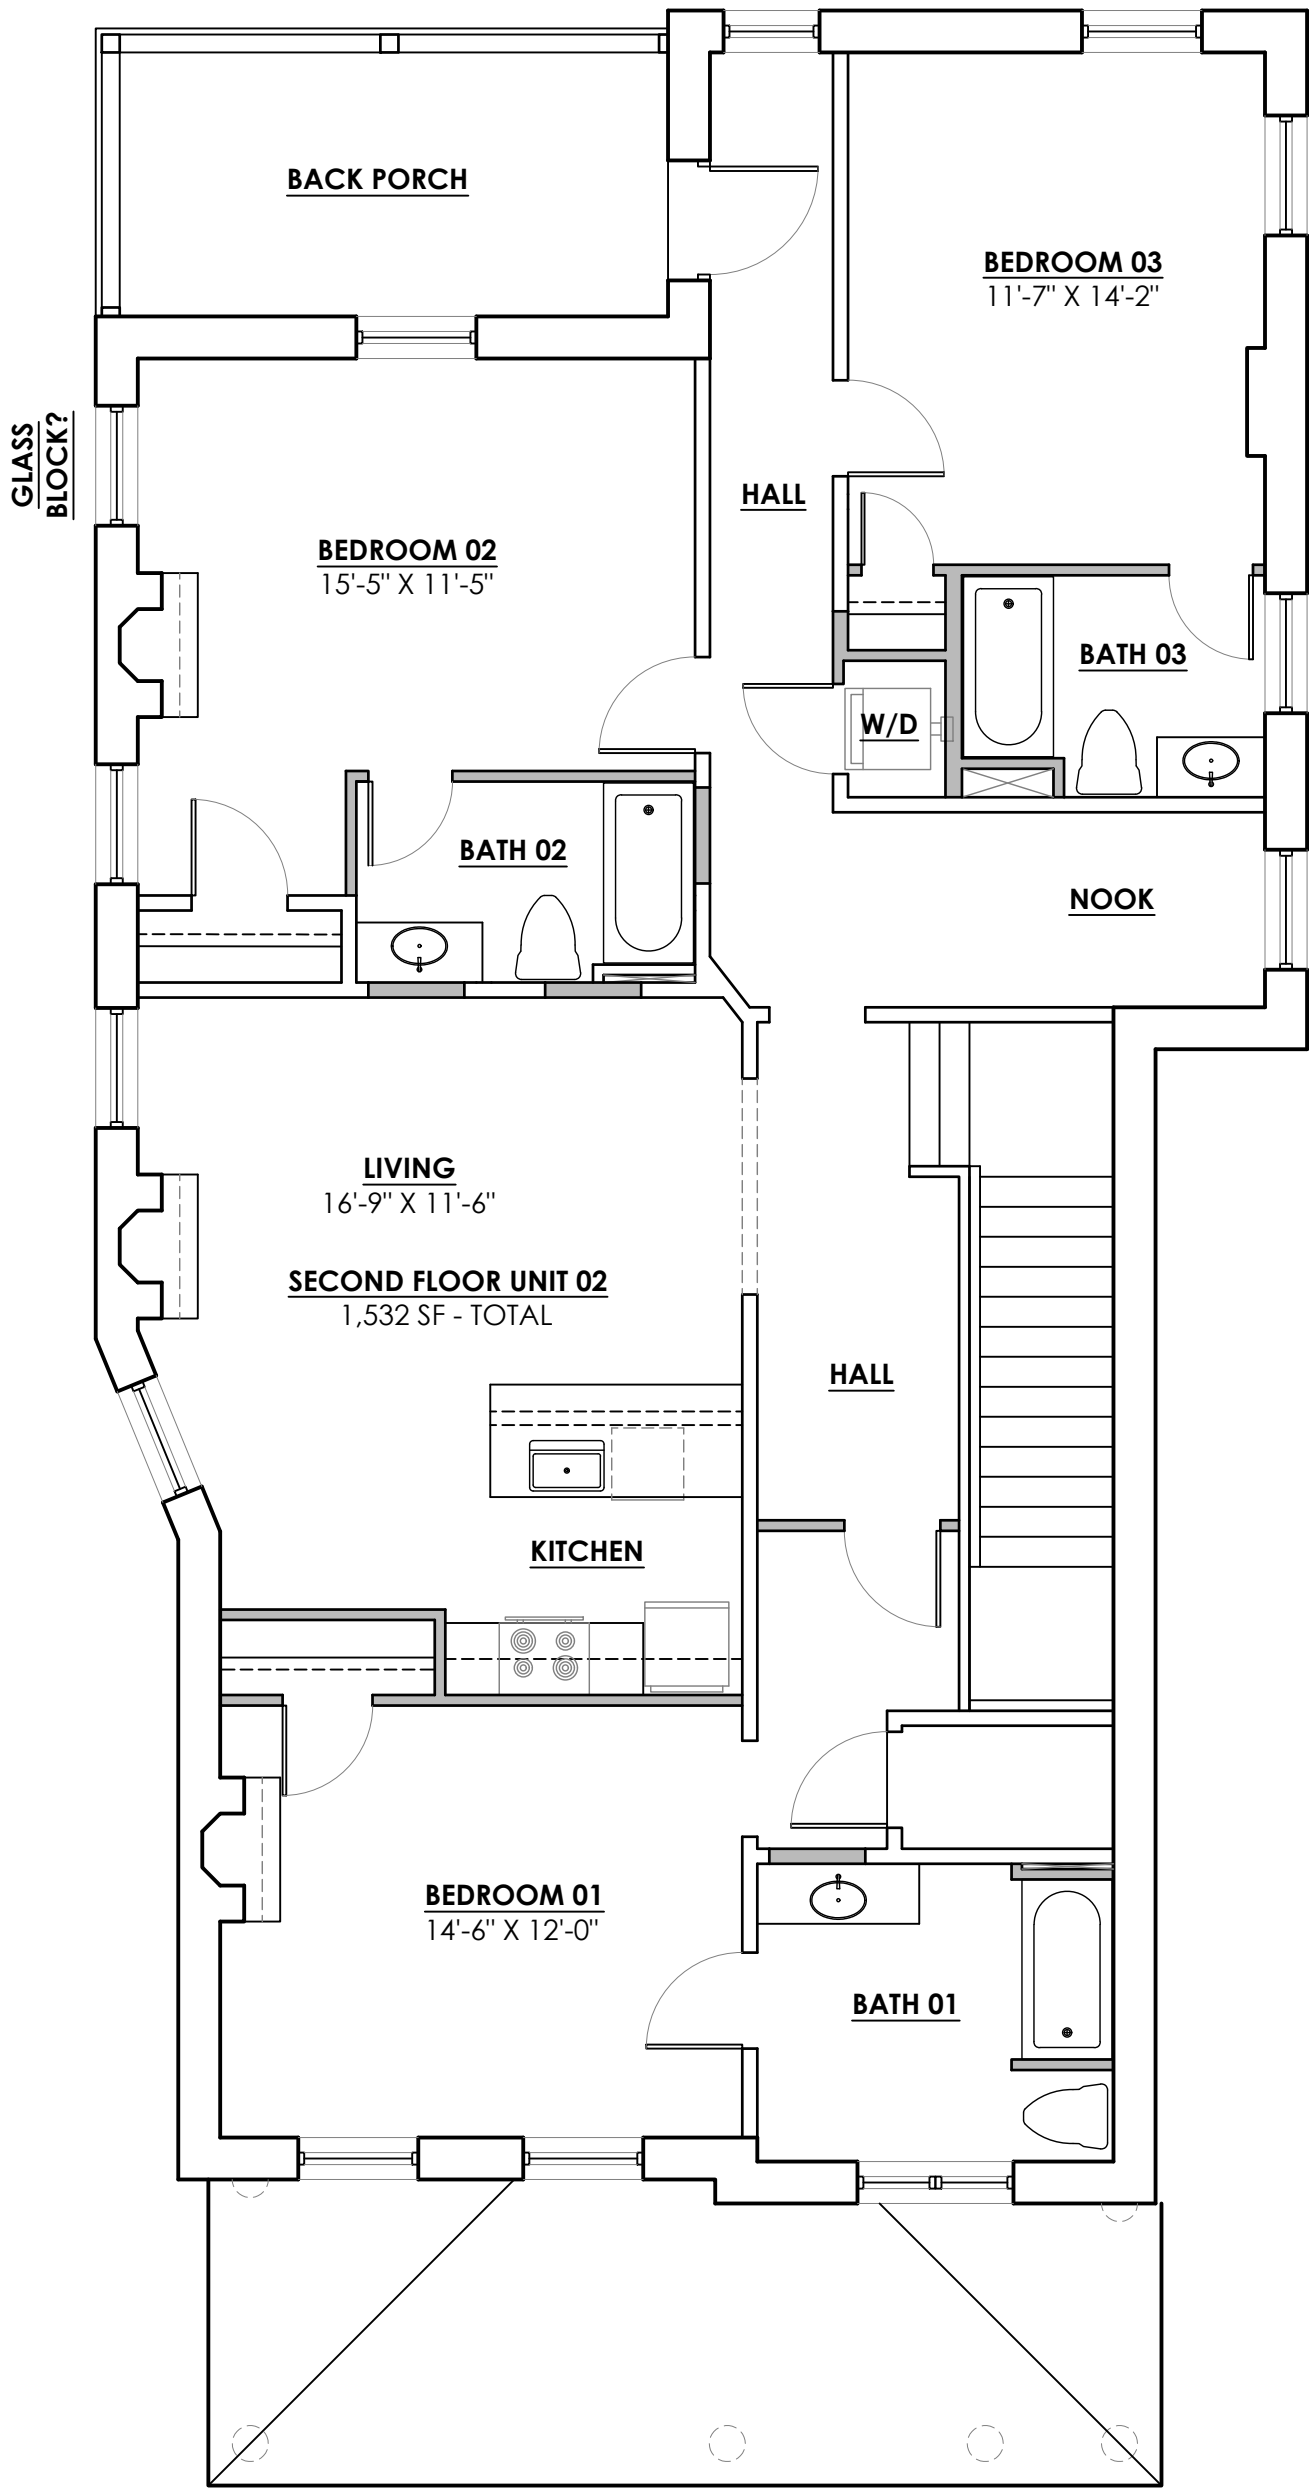 BACK PORCH
BEDROOM 03
11'-7" X 14'-2"
GLASS
BLOCK?
HALL
BEDROOM 02
15'-5" X 11'-5"
BATH 03
W/D
BATH 02
NOOK
LIVING
16'-9" X 11'-6"
SECOND FLOOR UNIT 02
1,532 SF - TOTAL
HALL
KITCHEN
BEDROOM 01
14'-6" X 12'-0"
BATH 01